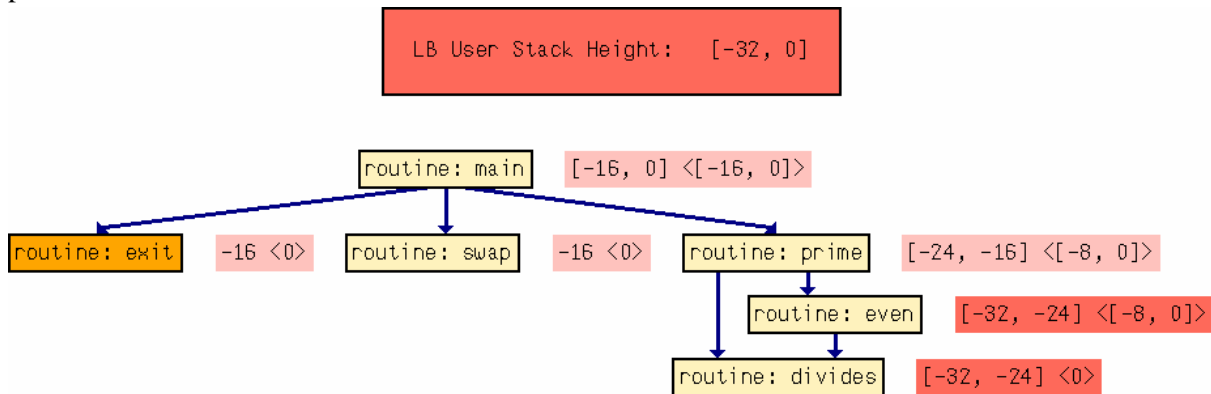 LB User Stack Height: [-32, 0]
routine: main [-16, 0] <[-16, 0]>
routine: exit -16 <0> routine: swap -16 <0> routine: prime [-24, -16] <[-8, 0]>
routine: even [-32, -24] <[-8, 0]>
routine: divides [-32, -24] <0>